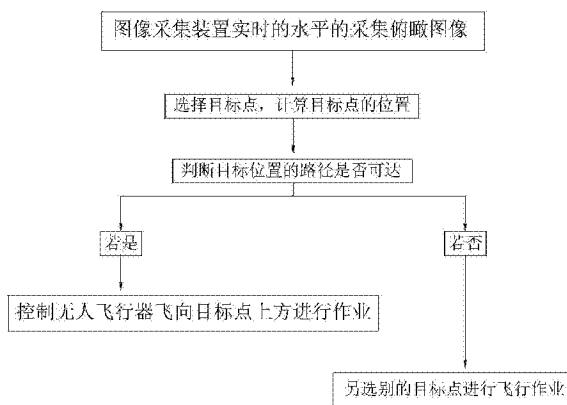 图像采集装置实时的水平的采集俯瞰图像
选择目标点，计算目标点的位置
判断目标位置的路径是否可达
若是
若否
控制无人飞行器飞向目标点上方进行作业
另选别的目标点进行飞行作业